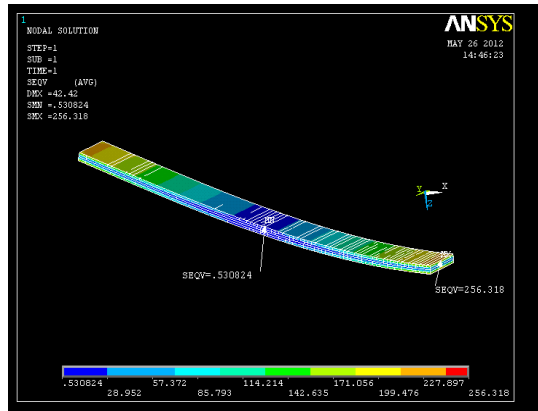 1
NODAL SOLUTION
STEP=1
SUB =1
TIME=1
SEQV (AVG)
DMX =42.42
SMN =.530824
SMX =256.318
ANSYS
MAY 26 2012
14:46:23
Y
X
Z
MN
SEQV=.530824
MX
SEQV=256.318
.530824 57.372 114.214 171.056 227.897
28.952 85.793 142.635 199.476 256.318